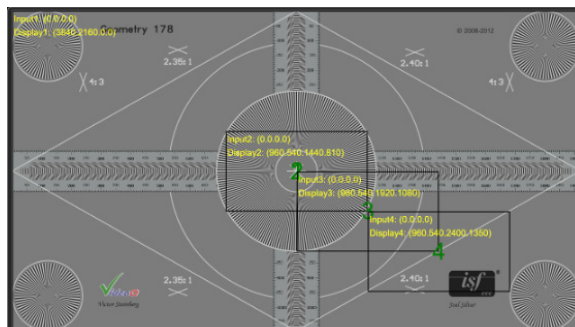 Input1: (0.0.0.0)
Display1: (3840.2160.0.0)
Geometry 178
© 2008-2012
2.35:1
2.40:1
4:3
4:3
Input2: (0.0.0.0)
Display2: (960.540.1440.810)
2
Input3: (0.0.0.0)
Display3: (960.540.1920.1080)
3
Input4: (0.0.0.0)
Display4: (960.540.2400.1350)
4
2.35:1
2.40:1
isf
Joel Silver